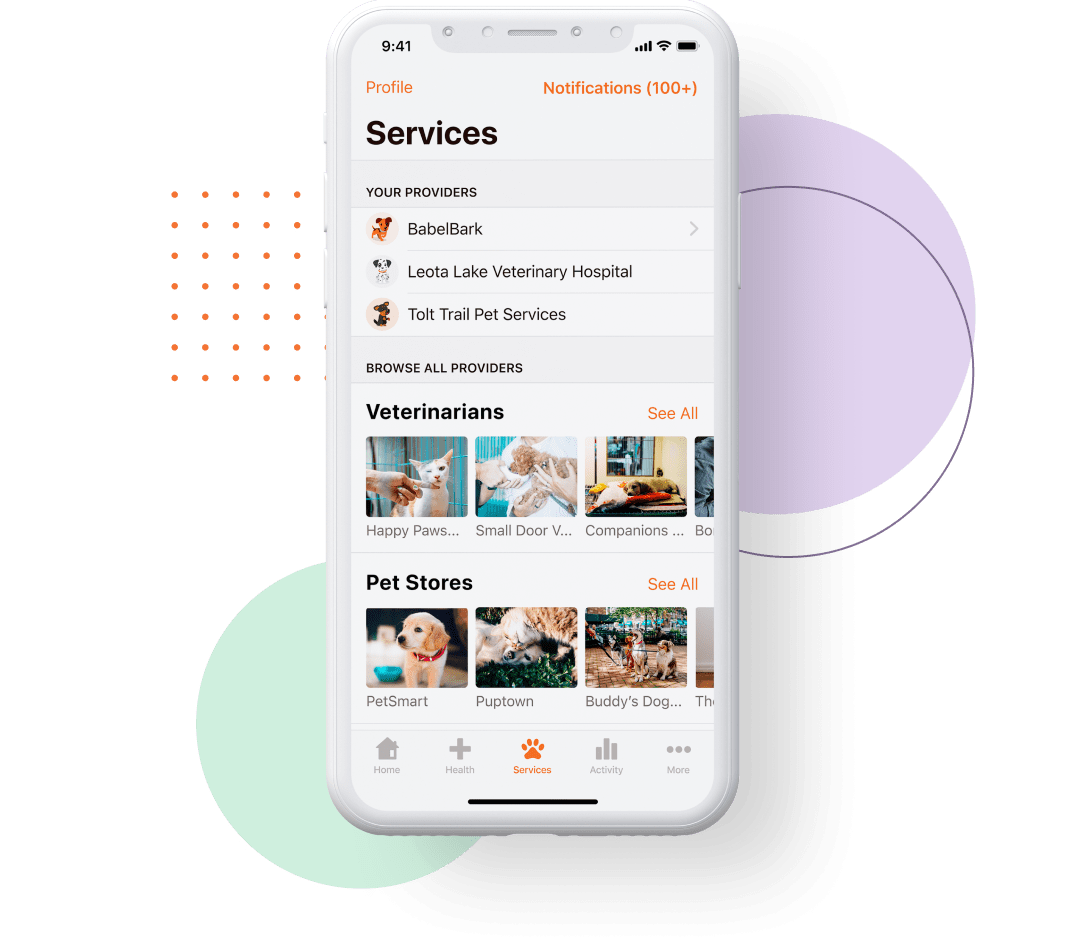 9:41
Profile
Notifications (100+)
Services
YOUR PROVIDERS
BabelBark
Leota Lake Veterinary Hospital
Tolt Trail Pet Services
BROWSE ALL PROVIDERS
Veterinarians See All
Happy Paws... Small Door V... Companions ... Bo
Pet Stores See All
PetSmart Puptown Buddy’s Dog... Th
Home Health Services Activity More